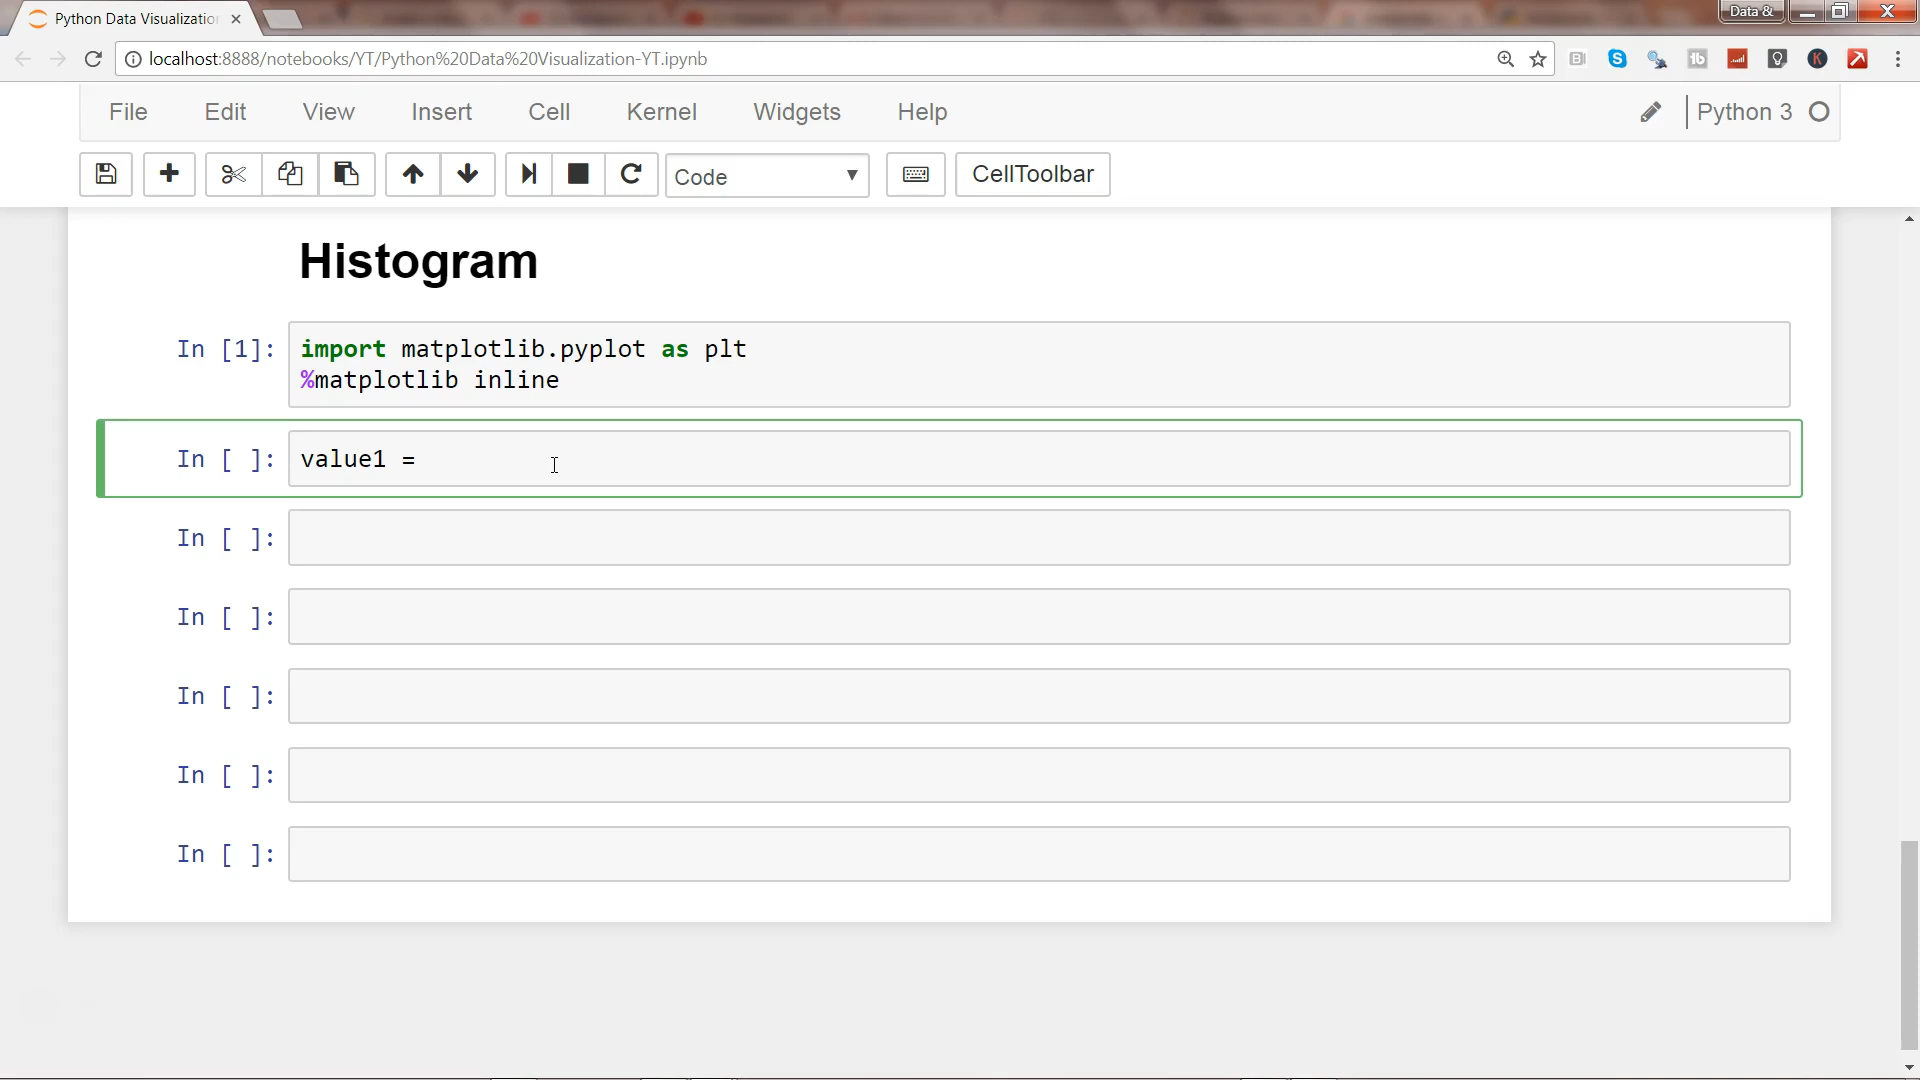 Python Data Visualizatio
Data &
localhost:8888/notebooks/YT/Python%20Data%20Visualization-YT.ipynb
File Edit View Insert Cell Kernel Widgets Help Python 3
Code CellToolbar
Histogram
In [1]: import matplotlib.pyplot as plt
%matplotlib inline
In [ ]: value1 =
In [ ]:
In [ ]:
In [ ]:
In [ ]:
In [ ]: